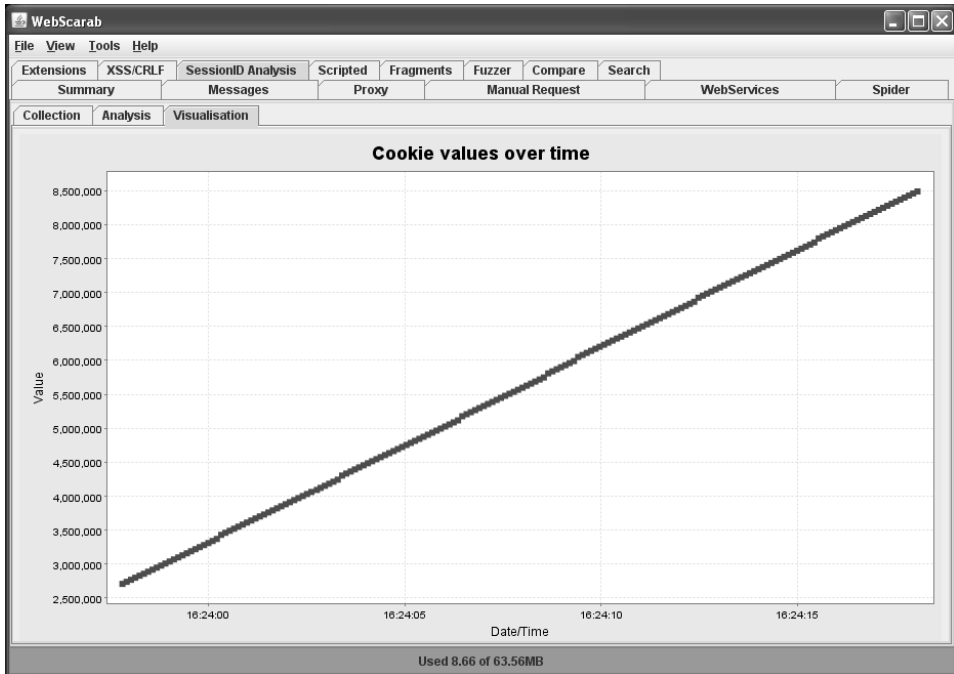 WebScarab
File View Tools Help
Extensions XSS/CRLF SessionID Analysis Scripted Fragments Fuzzer Compare Search
Summary Messages Proxy Manual Request WebServices Spider
Collection Analysis Visualisation
Cookie values over time
8,500,000
8,000,000
7,500,000
7,000,000
6,500,000
6,000,000
5,500,000
5,000,000
4,500,000
4,000,000
3,500,000
3,000,000
2,500,000
Value
16:24:00 16:24:05 16:24:10 16:24:15
Date/Time
Used 8.66 of 63.56MB